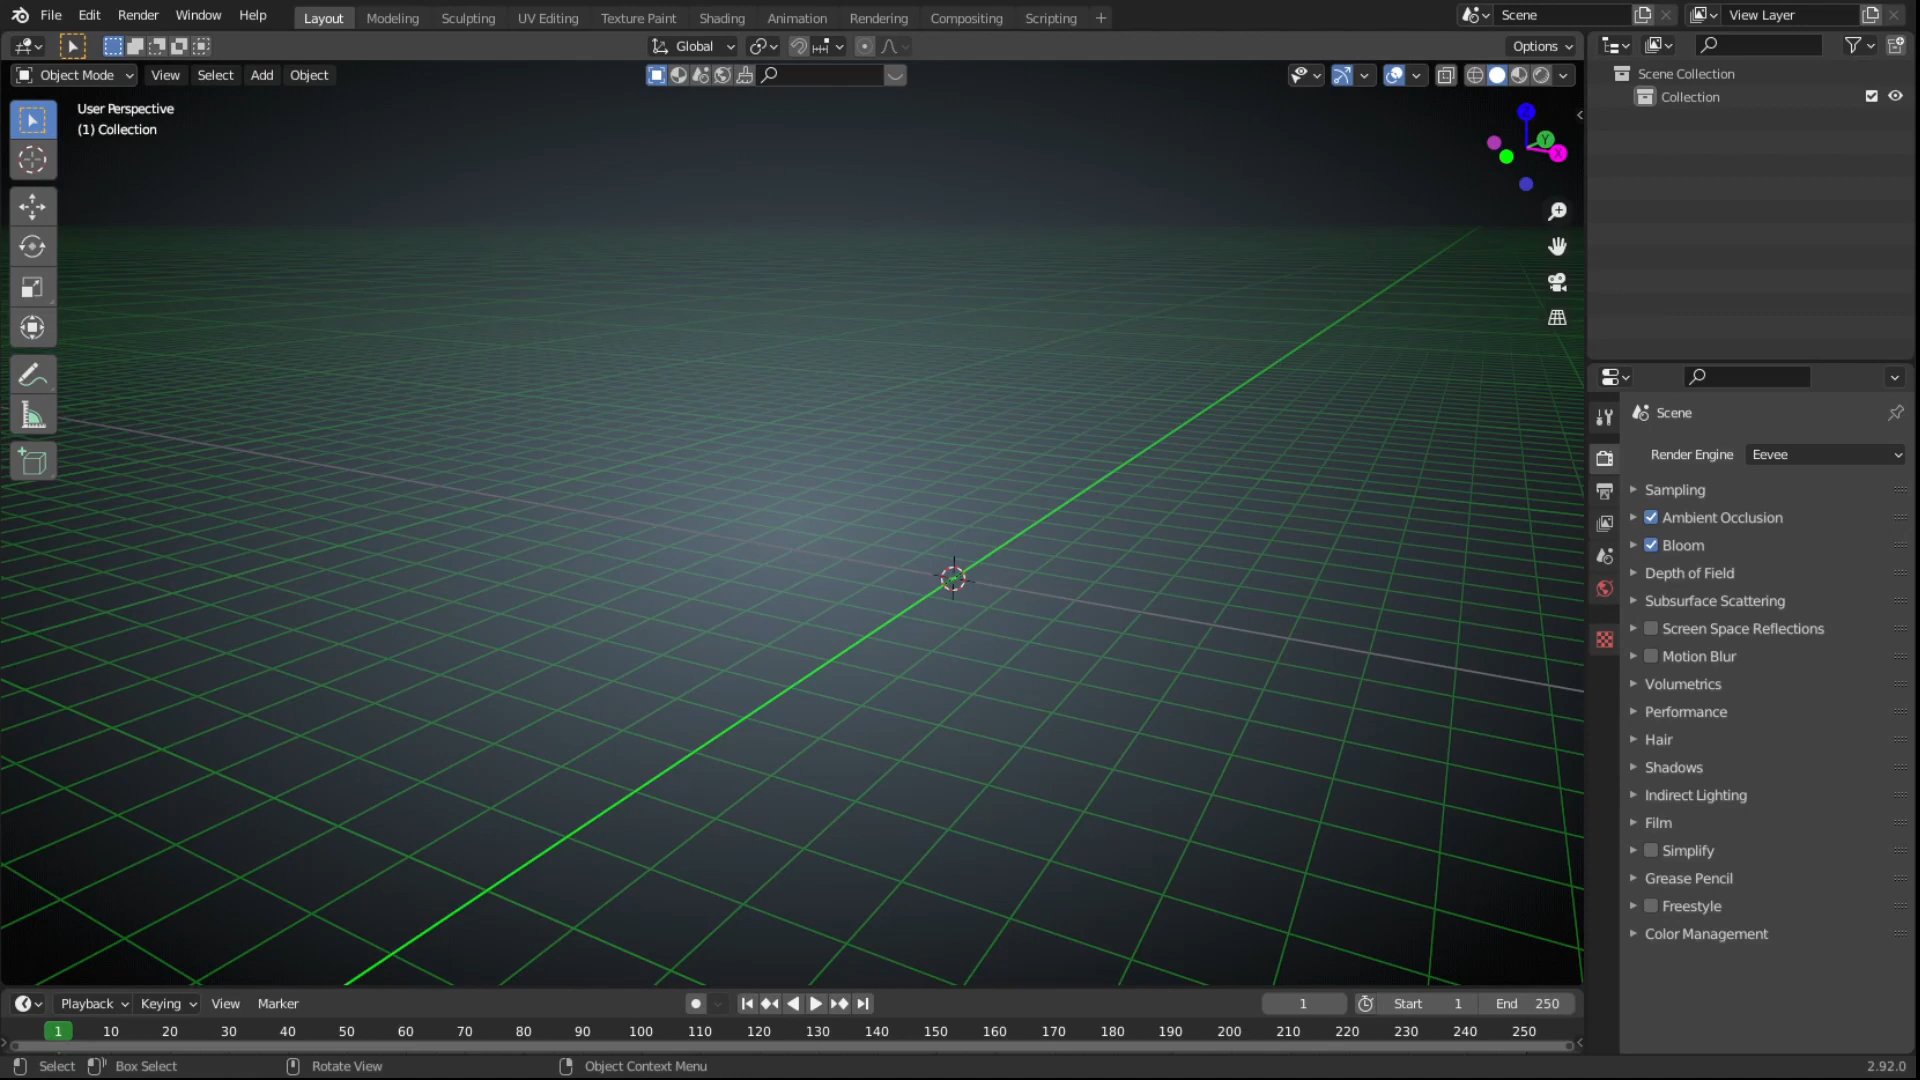 File Edit Render Window Help Layout Modeling Sculpting UV Editing Texture Paint Shading Animation Rendering Compositing Scripting + Scene View Layer
Global Options
Object Mode View Select Add Object
User Perspective
(1) Collection
Z
Y
X
Scene Collection
Collection
Scene
Render Engine Eevee
Sampling
Ambient Occlusion
Bloom
Depth of Field
Subsurface Scattering
Screen Space Reflections
Motion Blur
Volumetrics
Performance
Hair
Shadows
Indirect Lighting
Film
Simplify
Grease Pencil
Freestyle
Color Management
Playback Keying View Marker 1 Start 1 End 250
1 10 20 30 40 50 60 70 80 90 100 110 120 130 140 150 160 170 180 190 200 210 220 230 240 250
Select Box Select Rotate View Object Context Menu 2.92.0